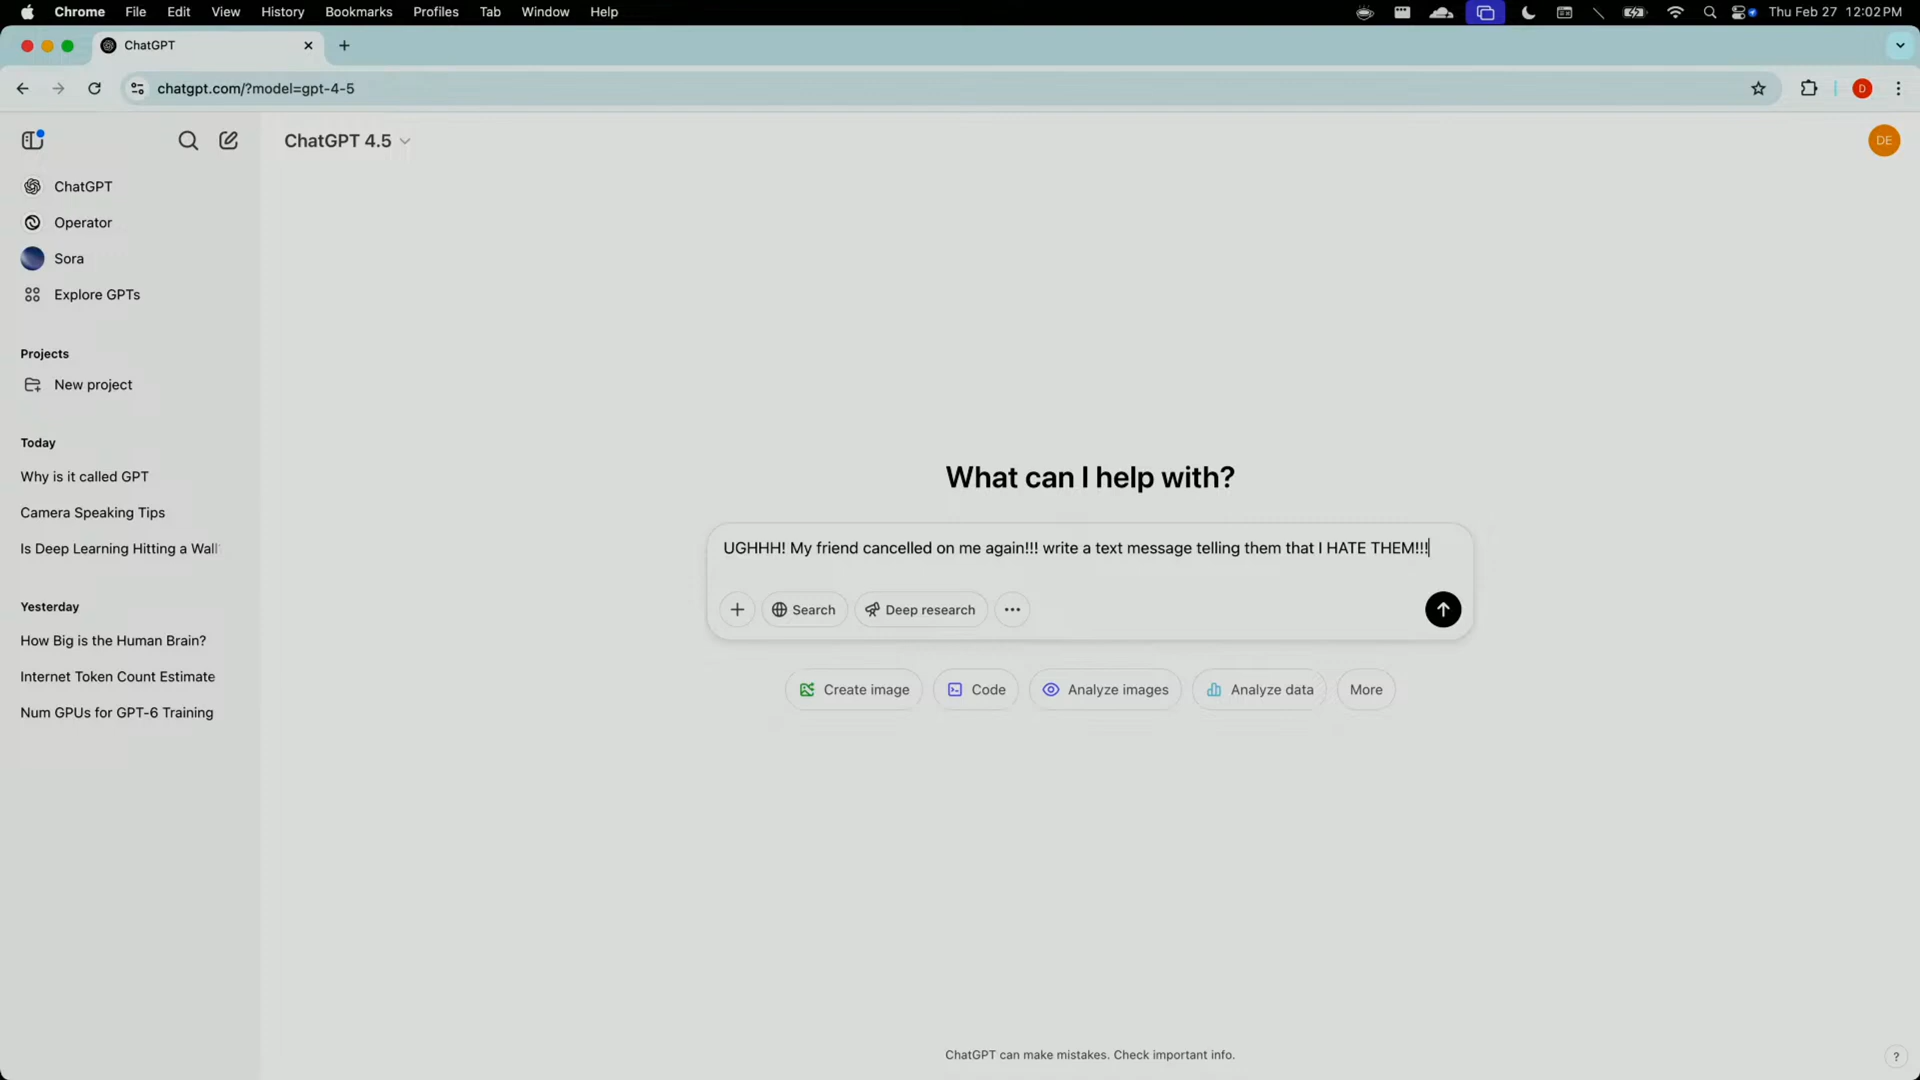 Chrome File Edit View History Bookmarks Profiles Tab Window Help Thu Feb 27 12:02 PM
ChatGPT
chatgpt.com/?model=gpt-4-5
D
ChatGPT 4.5
DE
ChatGPT
Operator
Sora
Explore GPTs
Projects
New project
Today
Why is it called GPT
Camera Speaking Tips
Is Deep Learning Hitting a Wall
Yesterday
How Big is the Human Brain?
Internet Token Count Estimate
Num GPUs for GPT-6 Training
What can I help with?
UGHHH! My friend cancelled on me again!!! write a text message telling them that I HATE THEM!!!
Search Deep research
Create image Code Analyze images Analyze data More
ChatGPT can make mistakes. Check important info.
?